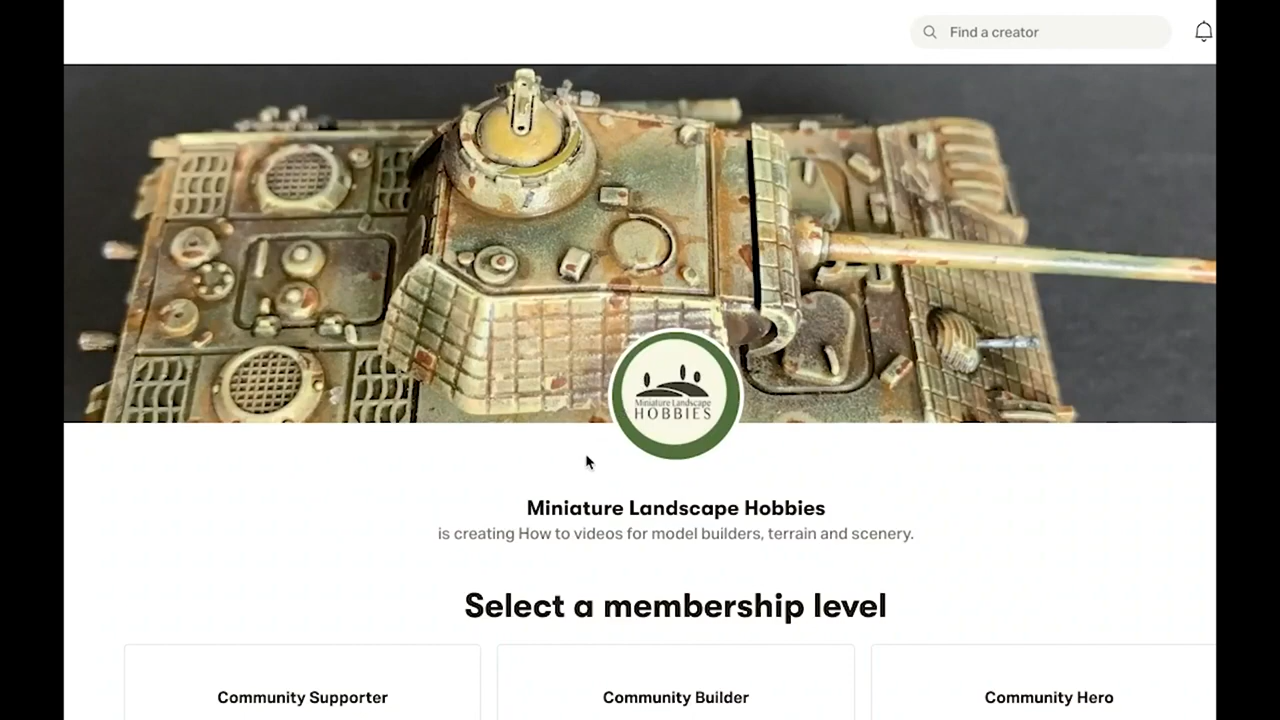 Find a creator
Miniature Landscape
HOBBIES
Miniature Landscape Hobbies
is creating How to videos for model builders, terrain and scenery.
Select a membership level
Community Supporter
Community Builder
Community Hero